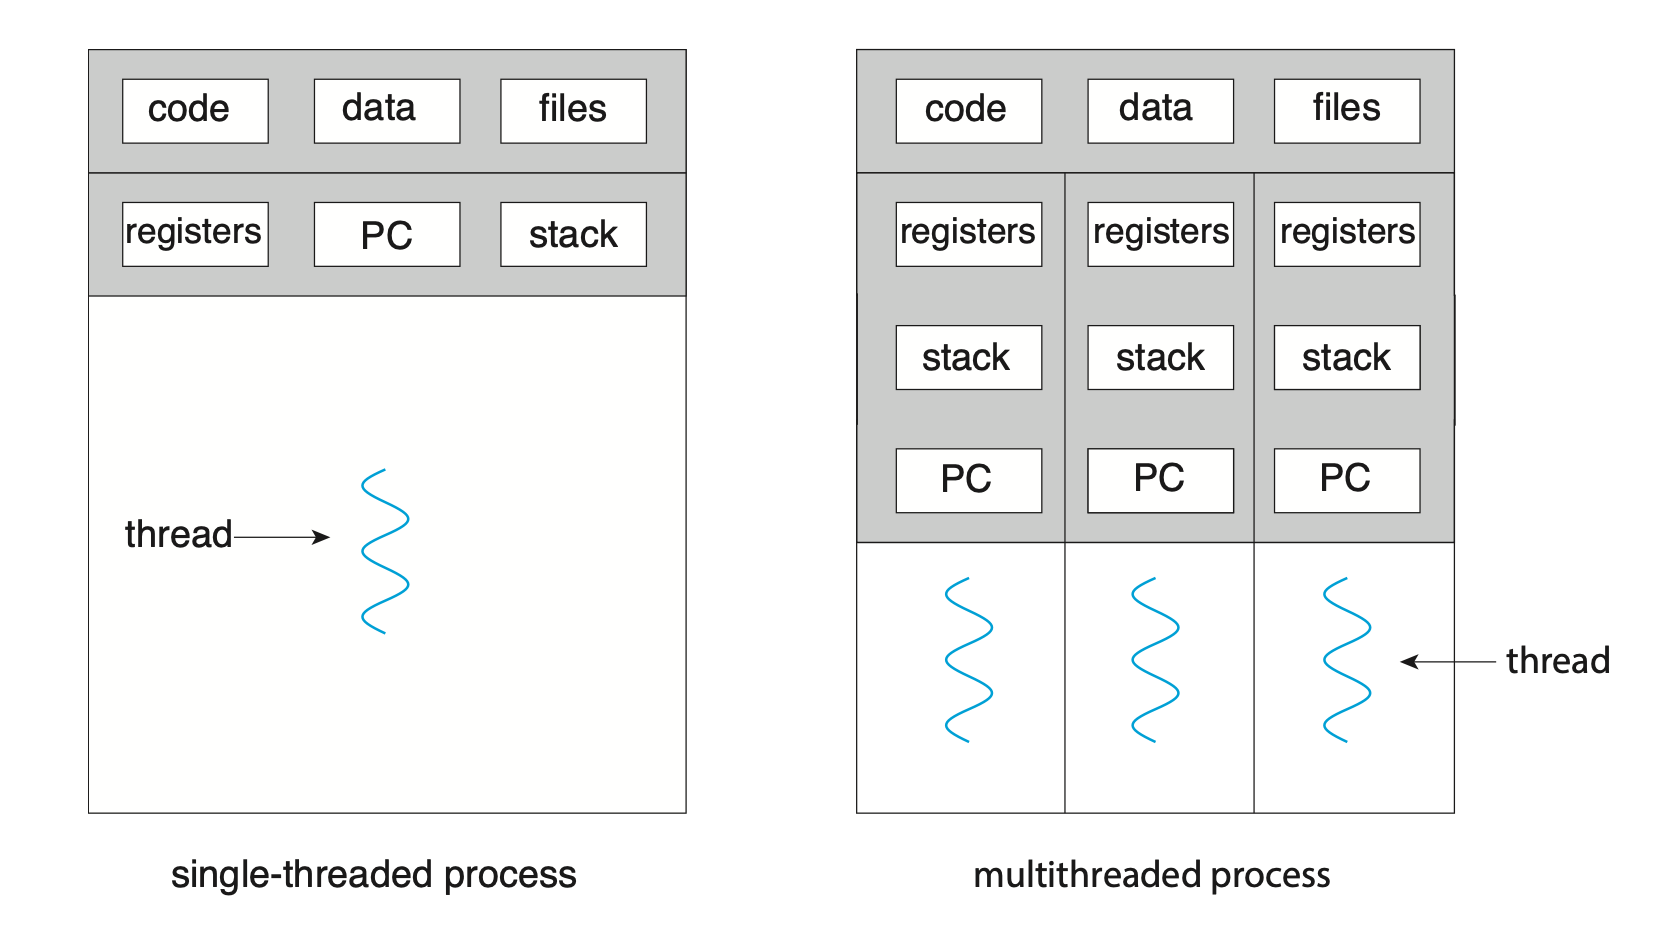 code data files
registers PC stack
thread
single-threaded process
code data files
registers registers registers
stack stack stack
PC PC PC
thread
multithreaded process